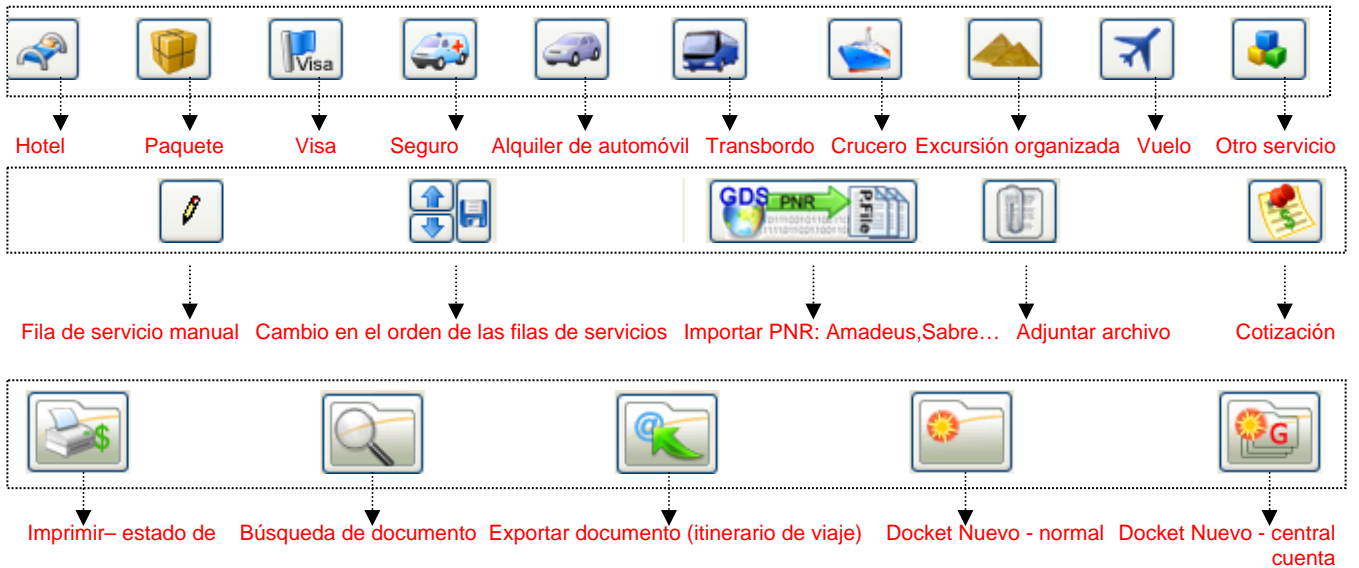 Visa
Hotel Paquete Visa Seguro Alquiler de automóvil Transbordo Crucero Excursión organizada Vuelo Otro servicio
GDS PNR P.File
Fila de servicio manual Cambio en el orden de las filas de servicios Importar PNR: Amadeus,Sabre… Adjuntar archivo Cotización
$ @ G
Imprimir– estado de Búsqueda de documento Exportar documento (itinerario de viaje) Docket Nuevo - normal Docket Nuevo - central
cuenta